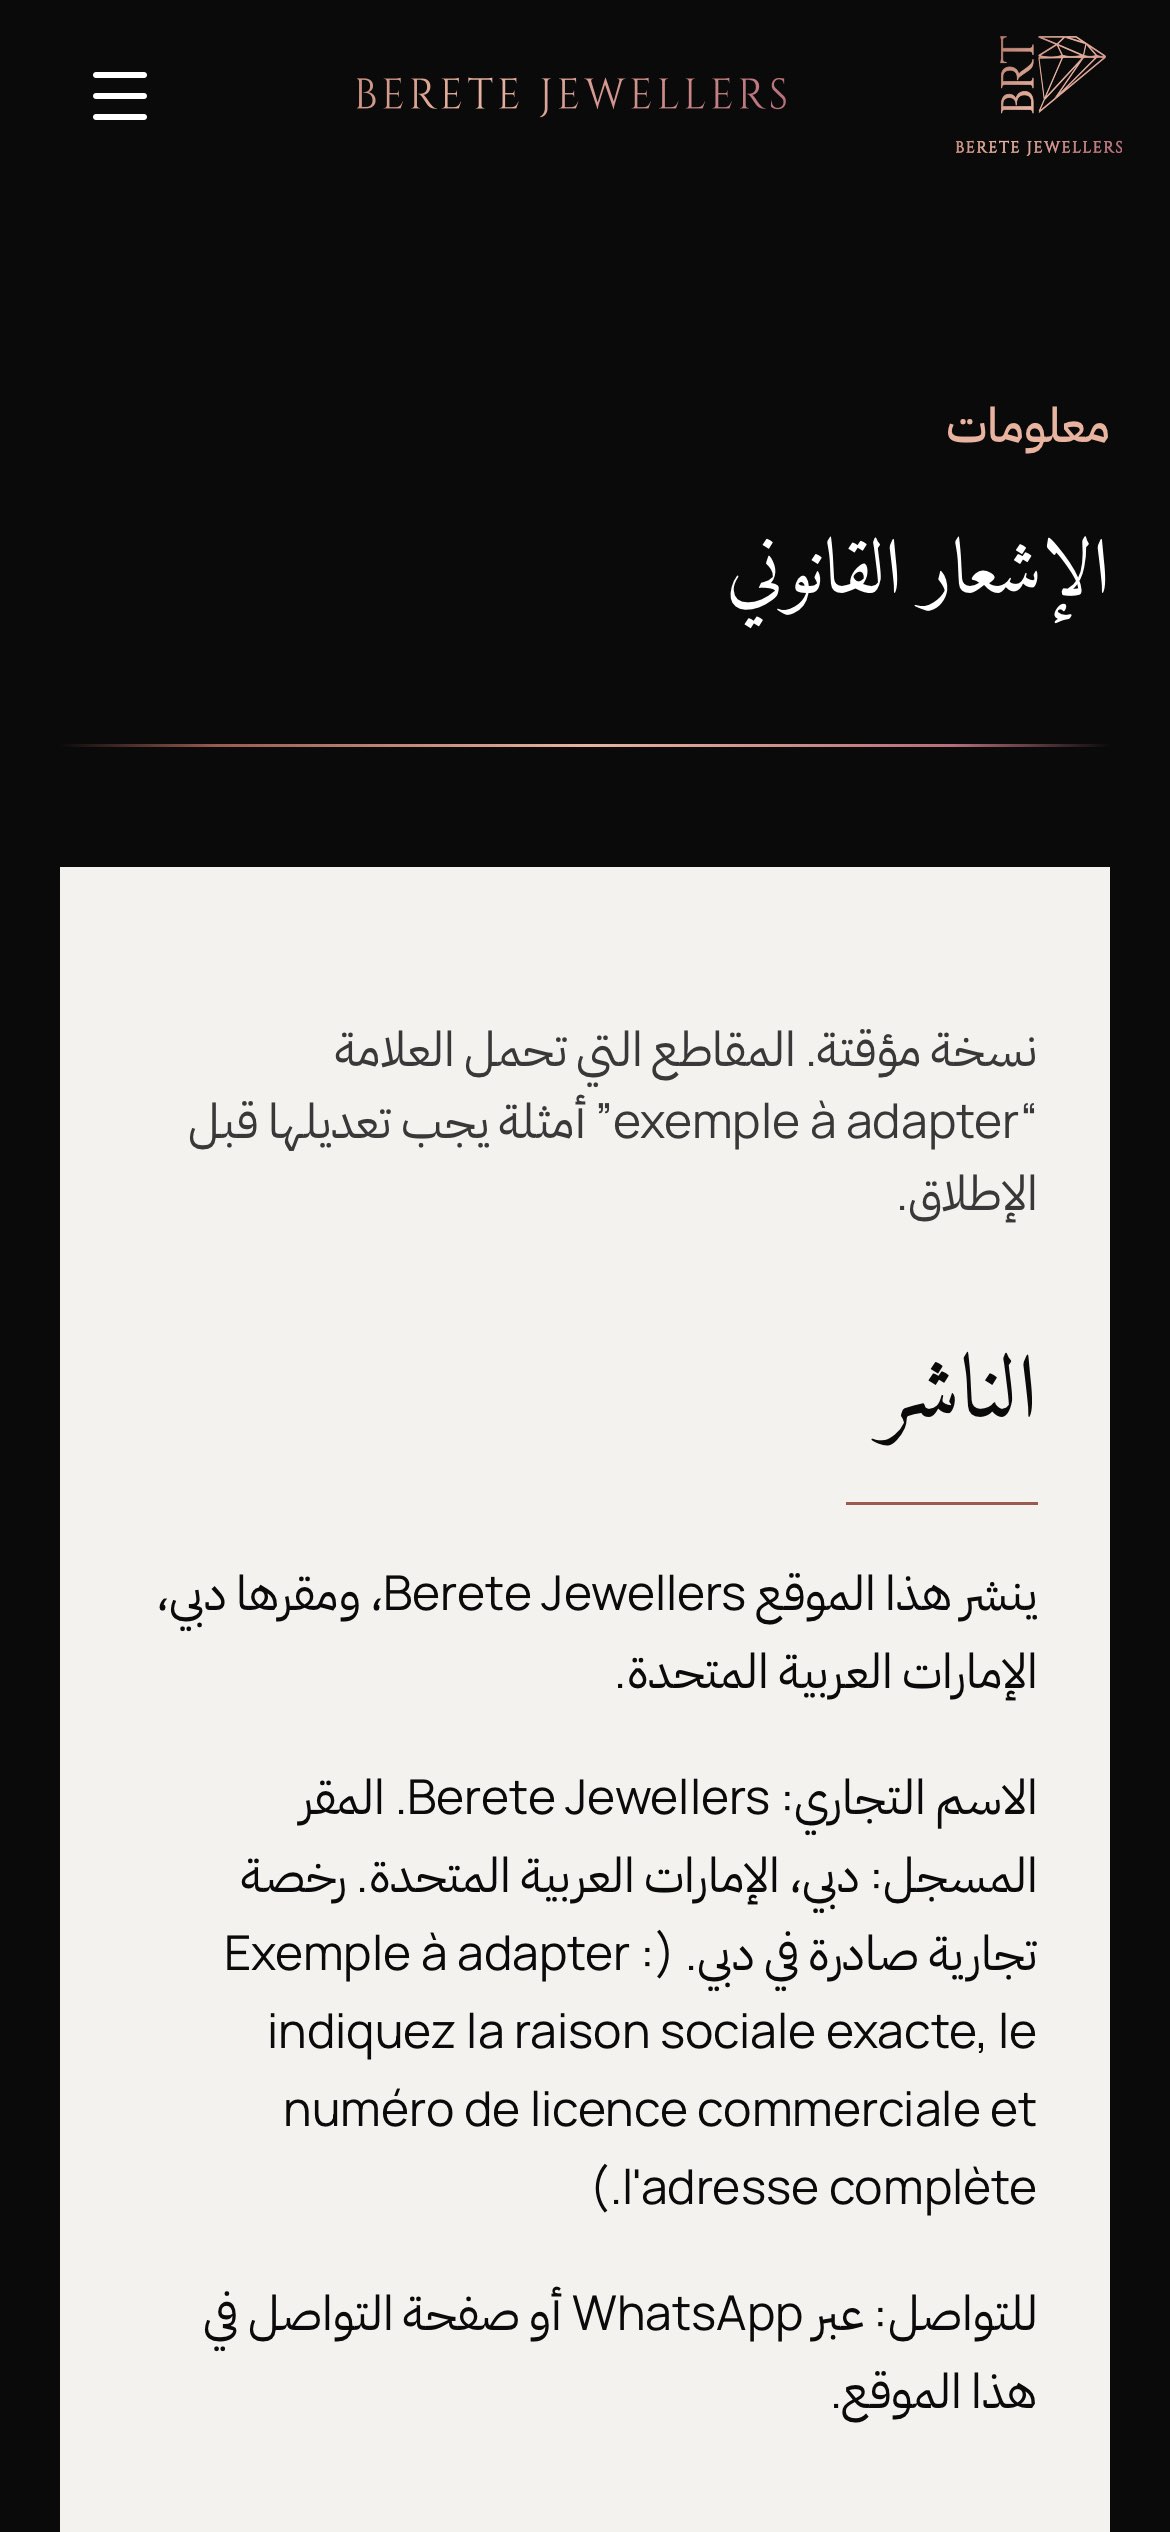 BERETE JEWELLERS
BRT
BERETE JEWELLERS
معلومات
الإشعار القانوني
نسخة مؤقتة. المقاطع التي تحمل العلامة
“exemple à adapter” أمثلة يجب تعديلها قبل
الإطلاق.
الناشر
ينشر هذا الموقع Berete Jewellers، ومقرها دبي،
الإمارات العربية المتحدة.
الاسم التجاري: Berete Jewellers. المقر
المسجل: دبي، الإمارات العربية المتحدة. رخصة
تجارية صادرة في دبي. (Exemple à adapter :
indiquez la raison sociale exacte, le
numéro de licence commerciale et
l'adresse complète.)
للتواصل: عبر WhatsApp أو صفحة التواصل في
هذا الموقع.